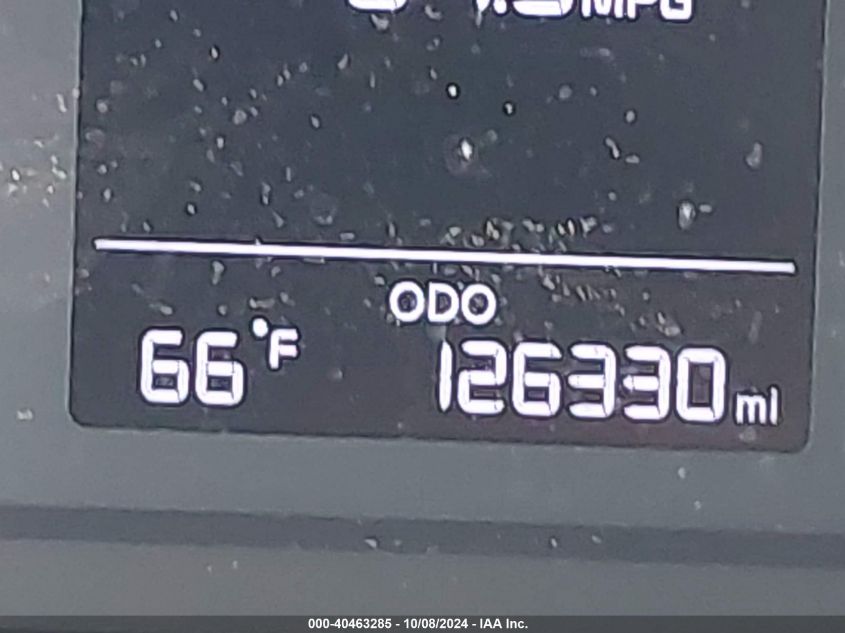 MPG
ODO
66°F 126330 mi
000-40463285 - 10/08/2024 - IAA Inc.